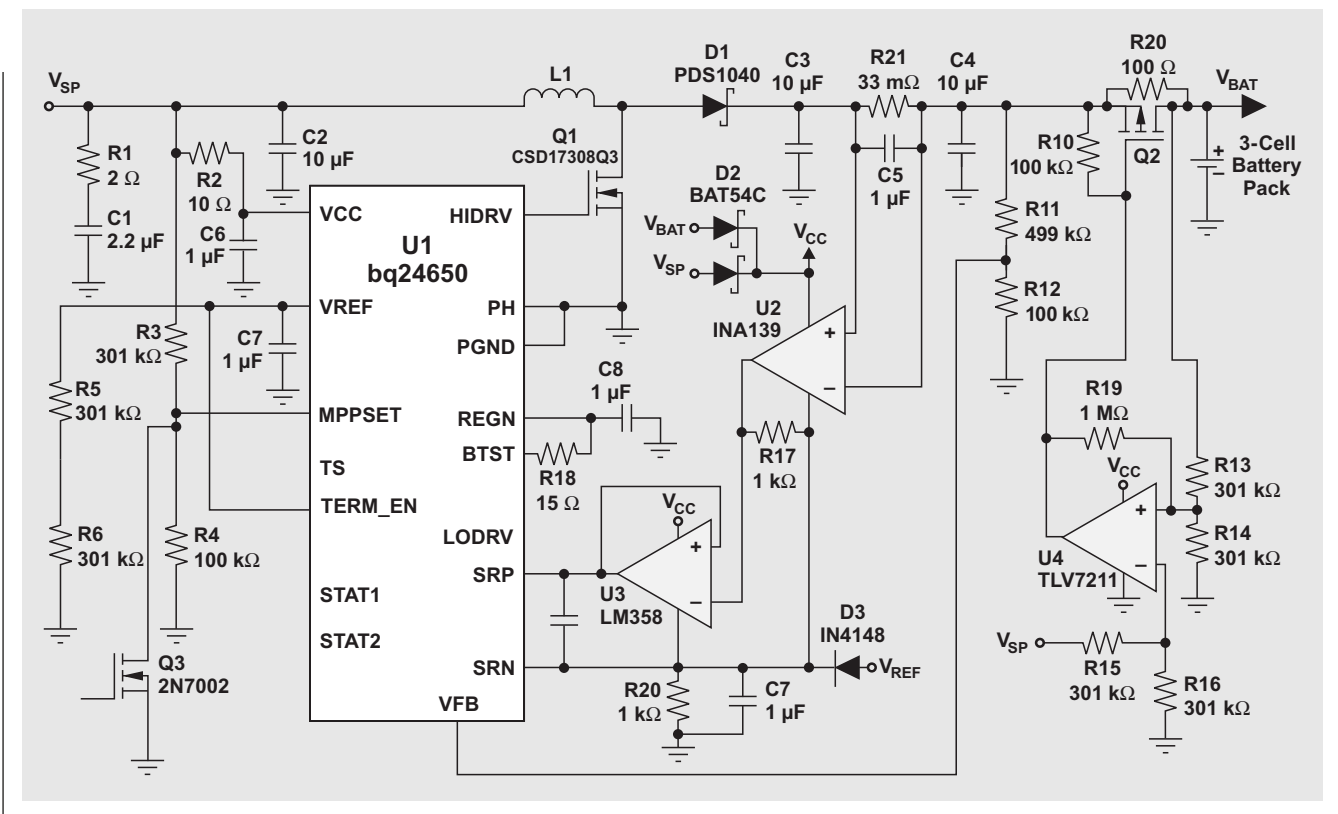 V_SP
R1
2 Ω
C1
2.2 µF
R2
10 Ω
C6
1 µF
C2
10 µF
L1
Q1
CSD17308Q3
D1
PDS1040
C3
10 µF
R21
33 mΩ
C5
1 µF
C4
10 µF
R20
100 Ω
V_BAT
3-Cell
Battery
Pack
Q2
R10
100 kΩ
R11
499 kΩ
R12
100 kΩ
D2
BAT54C
V_BAT
V_SP
V_CC
U2
INA139
+
–
R17
1 kΩ
U1
bq24650
VCC
VREF
MPPSET
TS
TERM_EN
STAT1
STAT2
HIDRV
PH
PGND
REGN
BTST
LODRV
SRP
SRN
VFB
C7
1 µF
R3
301 kΩ
R5
301 kΩ
R6
301 kΩ
R4
100 kΩ
Q3
2N7002
C8
1 µF
R18
15 Ω
V_CC
+
–
U3
LM358
R20
1 kΩ
C7
1 µF
D3
IN4148
V_REF
R19
1 MΩ
V_CC
+
–
U4
TLV7211
R13
301 kΩ
R14
301 kΩ
V_SP
R15
301 kΩ
R16
301 kΩ
+
–